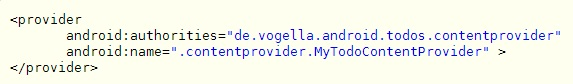 <provider
android:authorities="de.vogella.android.todos.contentprovider"
android:name=".contentprovider.MyTodoContentProvider" >
</provider>